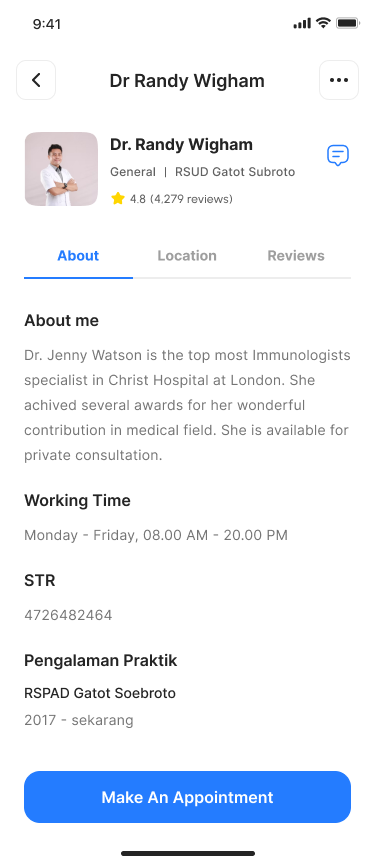 9:41
Dr Randy Wigham
Dr. Randy Wigham
General | RSUD Gatot Subroto
4.8 (4,279 reviews)
About Location Reviews
About me
Dr. Jenny Watson is the top most Immunologists
specialist in Christ Hospital at London. She
achived several awards for her wonderful
contribution in medical field. She is available for
private consultation.
Working Time
Monday - Friday, 08.00 AM - 20.00 PM
STR
4726482464
Pengalaman Praktik
RSPAD Gatot Soebroto
2017 - sekarang
Make An Appointment